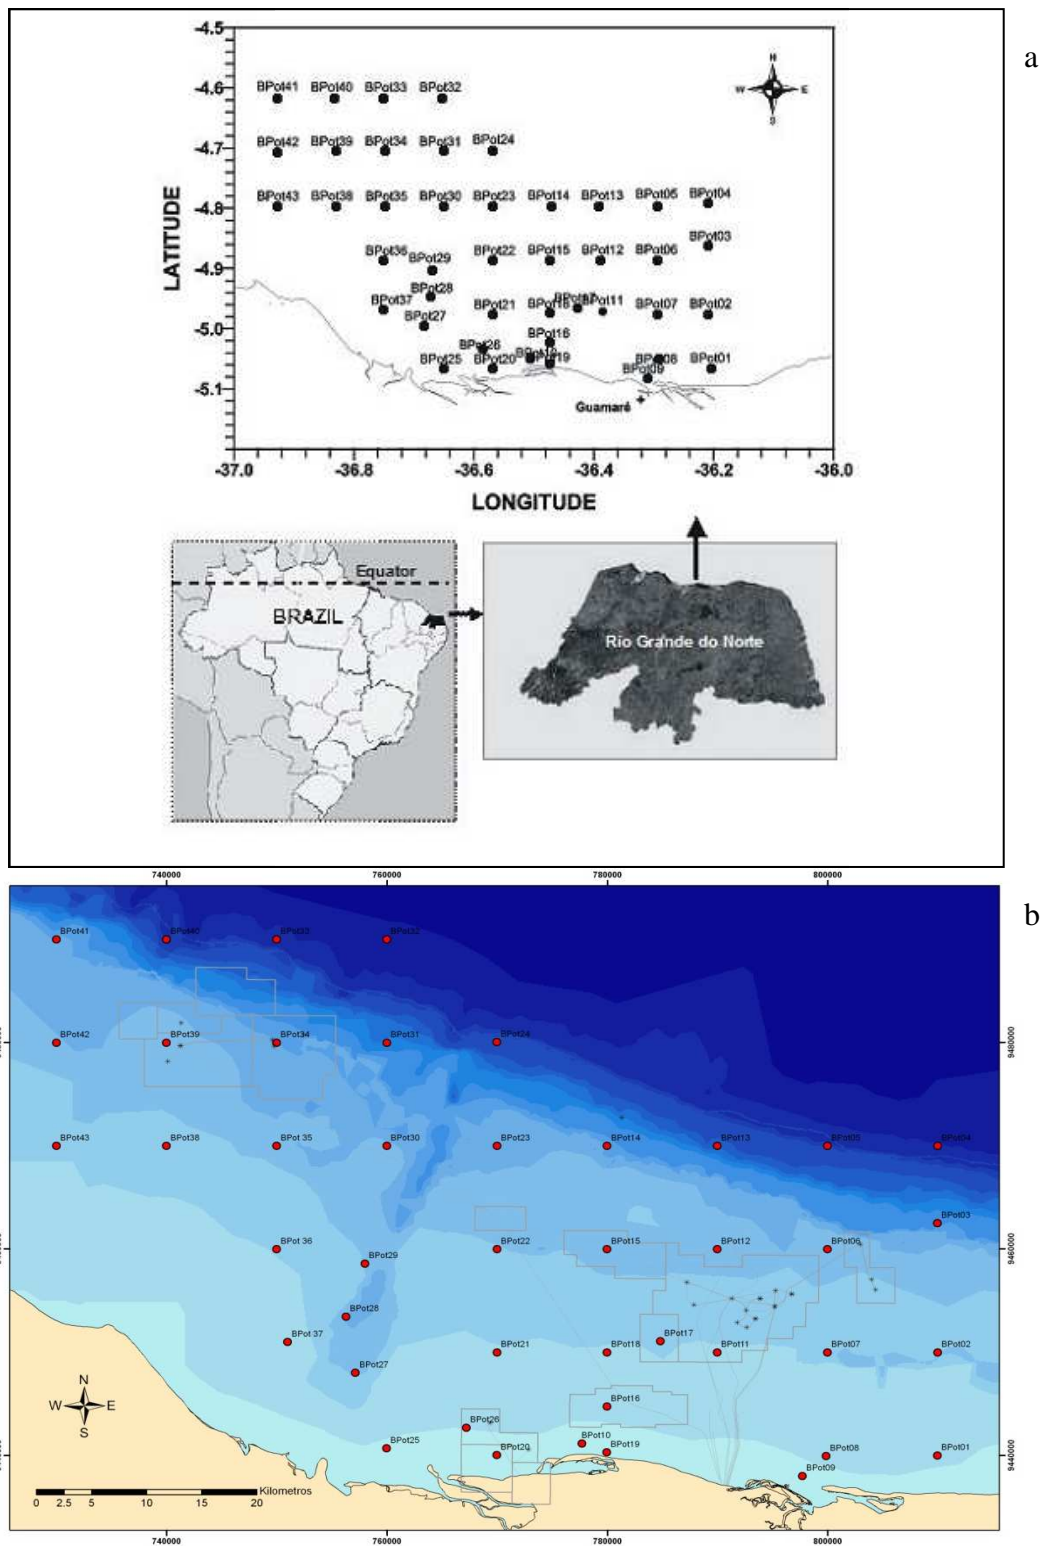 a
-4.5
-4.6
-4.7
-4.8
-4.9
-5.0
-5.1
LATITUDE
BPot41 BPot40 BPot33 BPot32
N
W E
S
BPot42 BPot39 BPot34 BPot31 BPot24
BPot43 BPot38 BPot35 BPot30 BPot23 BPot14 BPot13 BPot05 BPot04
BPot03
BPot36 BPot29 BPot22 BPot15 BPot12 BPot06
BPot28
BPot37 BPot21 BPot11 BPot07 BPot02
BPot27
BPot16
BPot26
BPot25 BPot20 BPot08 BPot01
BPot09
Guamaré
-37.0 -36.8 -36.6 -36.4 -36.2 -36.0
LONGITUDE
Equator
BRAZIL
Rio Grande do Norte
b
740000 760000 780000 800000
BPot41 BPot40 BPot33 BPot32
BPot42 BPot39 BPot34 BPot31 BPot24
9480000
BPot43 BPot38 BPot 35 BPot30 BPot23 BPot14 BPot13 BPot05 BPot04
BPot03
BPot 36 BPot29 BPot22 BPot15 BPot12 BPot06
9460000
BPot28
BPot 37 BPot21 BPot18 BPot17 BPot11 BPot07 BPot02
BPot27
BPot16
N
W E
S
BPot26
BPot25 BPot20 BPot10 BPot19 BPot08 BPot01
9440000
BPot09
Kilometros
0 2.5 5 10 15 20
740000 760000 780000 800000